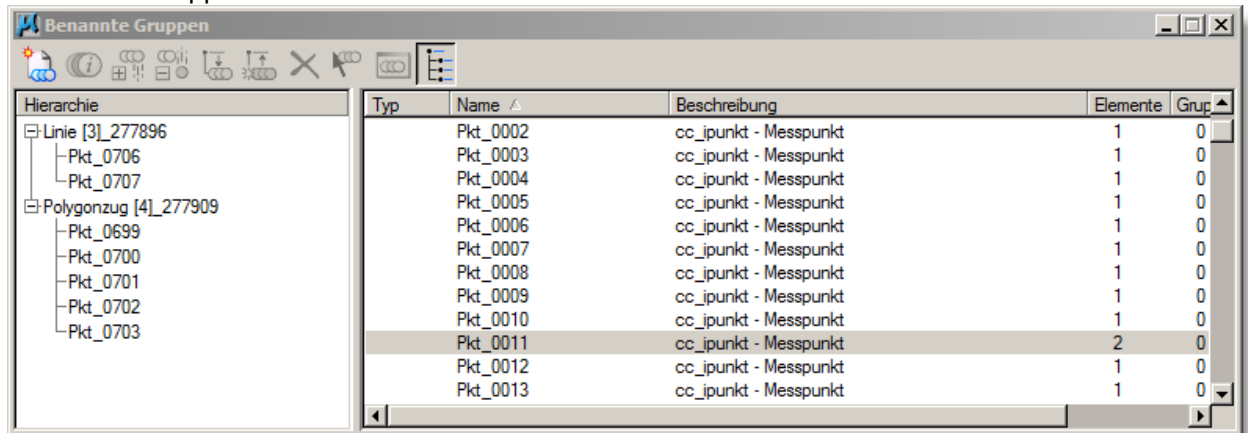 Benannte Gruppen
Hierarchie
Linie [3]_277896
Pkt_0706
Pkt_0707
Polygonzug [4]_277909
Pkt_0699
Pkt_0700
Pkt_0701
Pkt_0702
Pkt_0703
Typ Name Beschreibung Elemente Grup
Pkt_0002 cc_ipunkt - Messpunkt 1 0
Pkt_0003 cc_ipunkt - Messpunkt 1 0
Pkt_0004 cc_ipunkt - Messpunkt 1 0
Pkt_0005 cc_ipunkt - Messpunkt 1 0
Pkt_0006 cc_ipunkt - Messpunkt 1 0
Pkt_0007 cc_ipunkt - Messpunkt 1 0
Pkt_0008 cc_ipunkt - Messpunkt 1 0
Pkt_0009 cc_ipunkt - Messpunkt 1 0
Pkt_0010 cc_ipunkt - Messpunkt 1 0
Pkt_0011 cc_ipunkt - Messpunkt 2 0
Pkt_0012 cc_ipunkt - Messpunkt 1 0
Pkt_0013 cc_ipunkt - Messpunkt 1 0